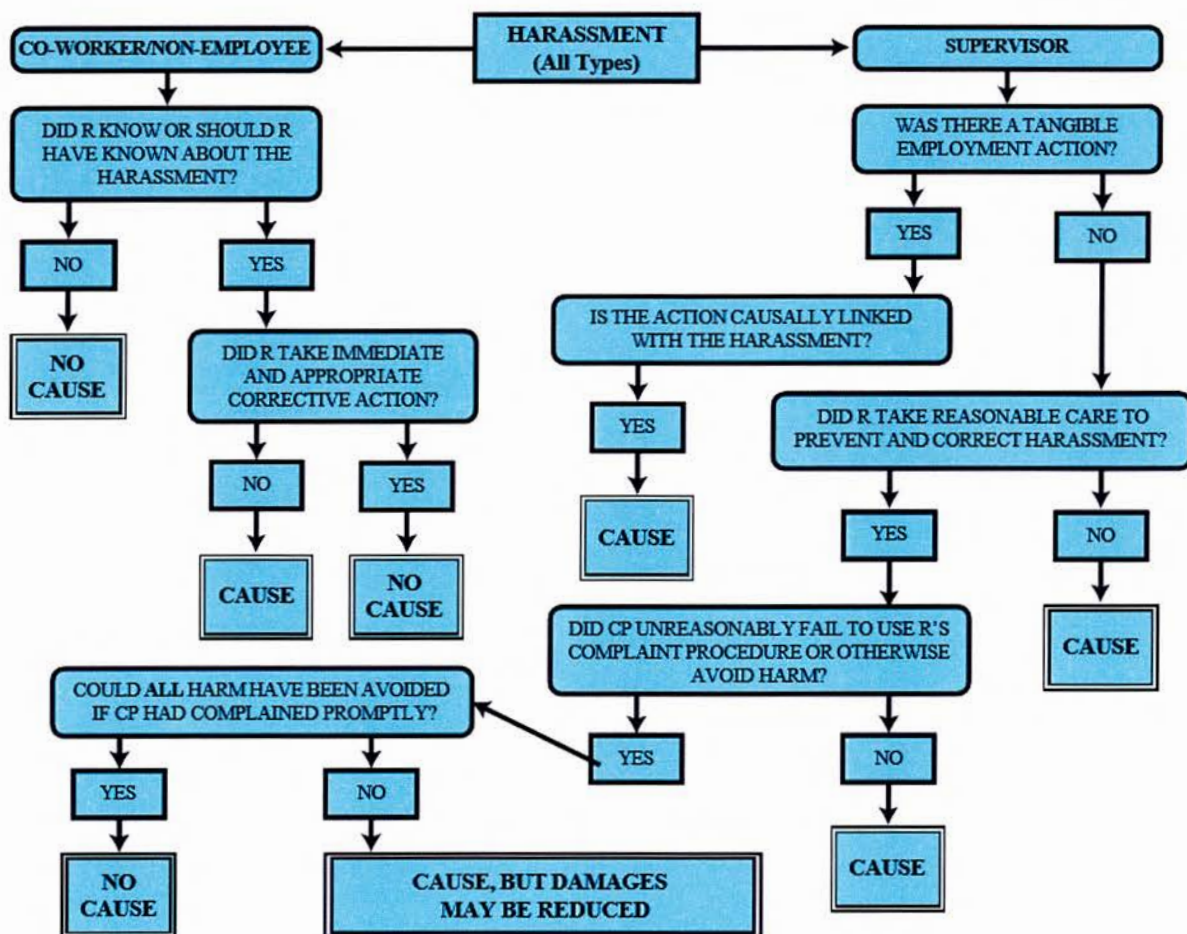 HARASSMENT
(All Types)
CO-WORKER/NON-EMPLOYEE
SUPERVISOR
DID R KNOW OR SHOULD R
HAVE KNOWN ABOUT THE
HARASSMENT?
WAS THERE A TANGIBLE
EMPLOYMENT ACTION?
NO
YES
YES
NO
NO
CAUSE
DID R TAKE IMMEDIATE
AND APPROPRIATE
CORRECTIVE ACTION?
IS THE ACTION CAUSALLY LINKED
WITH THE HARASSMENT?
YES
DID R TAKE REASONABLE CARE TO
PREVENT AND CORRECT HARASSMENT?
NO
YES
CAUSE
YES
NO
CAUSE
NO
CAUSE
DID CP UNREASONABLY FAIL TO USE R'S
COMPLAINT PROCEDURE OR OTHERWISE
AVOID HARM?
CAUSE
COULD ALL HARM HAVE BEEN AVOIDED
IF CP HAD COMPLAINED PROMPTLY?
YES
NO
YES
NO
NO
CAUSE
CAUSE, BUT DAMAGES
MAY BE REDUCED
CAUSE